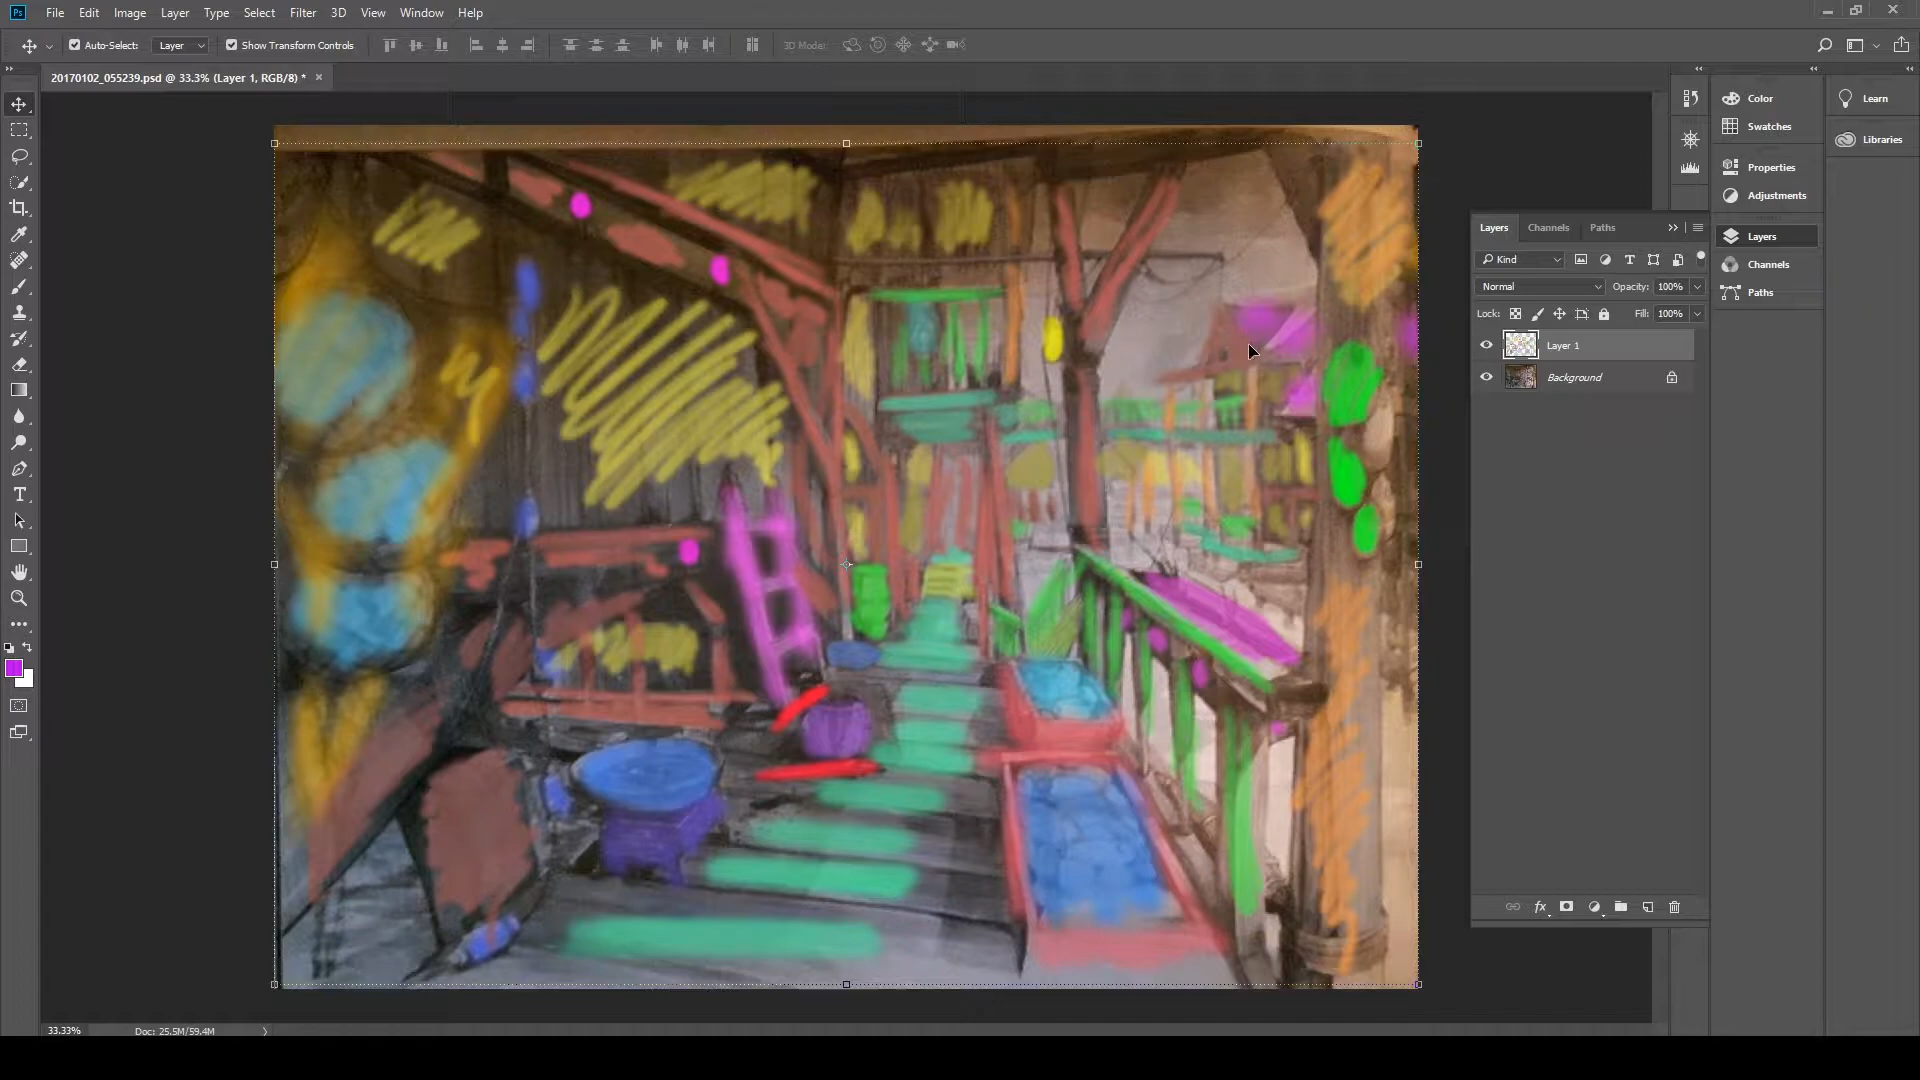 Ps File Edit Image Layer Type Select Filter 3D View Window Help
Auto-Select: Layer Show Transform Controls 3D Mode:
20170102_055239.psd @ 33.3% (Layer 1, RGB/8) * ×
Color
Swatches
Properties
Adjustments
Layers
Channels
Paths
Learn
Libraries
Layers Channels Paths
Kind
Normal Opacity: 100%
Lock: Fill: 100%
Layer 1
Background
fx
33.33% Doc: 25.5M/59.4M